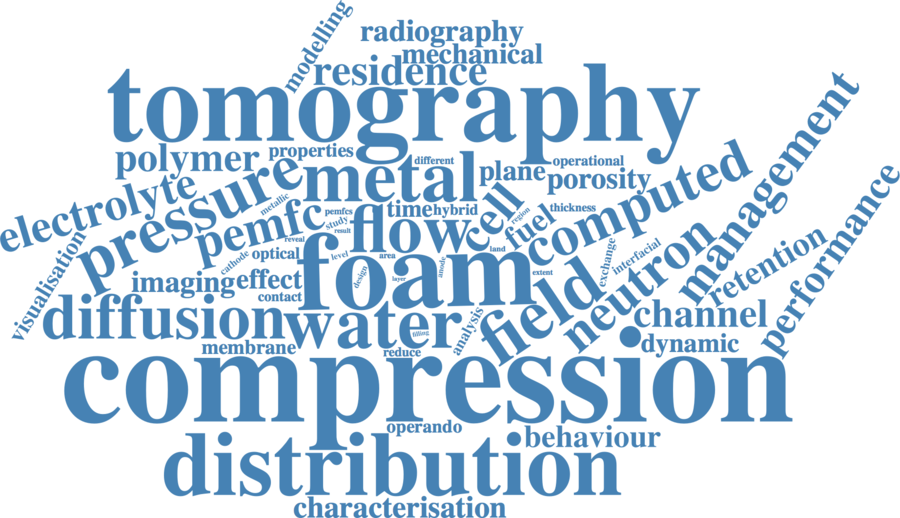 modelling
radiography
mechanical
residence
tomography
polymer
properties
different
operational
metal
plane
porosity
electrolyte
pressure
metallic
pemfc
pemfcs
study
result
time
hybrid
cell
region
fuel
thickness
computed
management
performance
visualisation
cathode
optical
reveal
level
flow
area
land
exchange
interfacial
neutron
retention
imaging
effect
contact
foam
design
layer
anode
extent
field
diffusion
water
filling
analysis
channel
dynamic
membrane
reduce
compression
operando
behaviour
distribution
characterisation